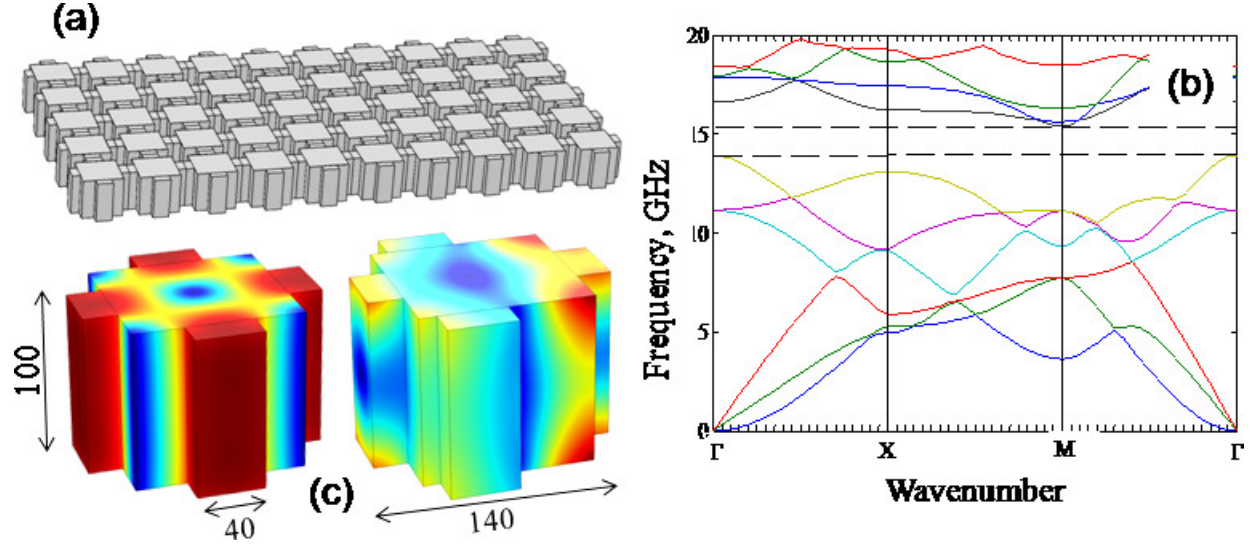 (a)
100
40
(c)
140
(b)
20
15
10
5
0
Frequency, GHz
Γ X M Γ
Wavenumber